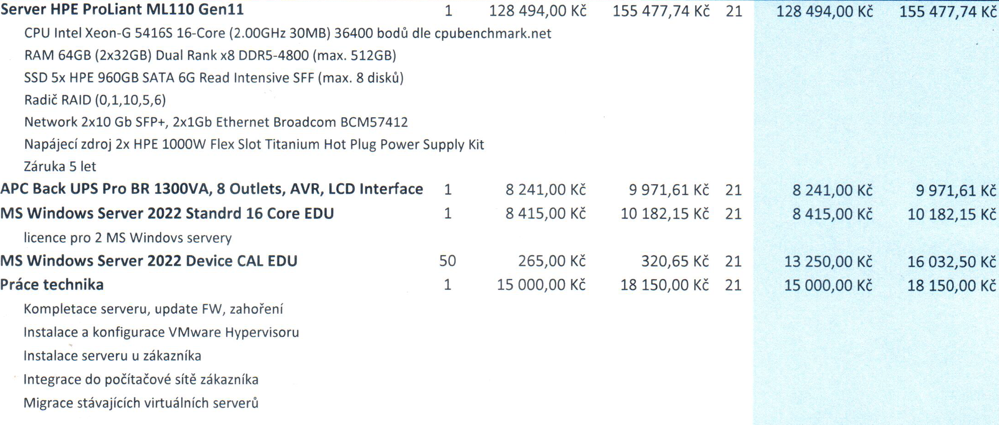 Server HPE ProLiant ML110 Gen11 1 128 494,00 Kč 155 477,74 Kč 21 128 494,00 Kč 155 477,74 Kč
CPU Intel Xeon-G 5416S 16-Core (2.00GHz 30MB) 36400 bodů dle cpubenchmark.net
RAM 64GB (2x32GB) Dual Rank x8 DDR5-4800 (max. 512GB)
SSD 5x HPE 960GB SATA 6G Read Intensive SFF (max. 8 disků)
Radič RAID (0,1,10,5,6)
Network 2x10 Gb SFP+, 2x1Gb Ethernet Broadcom BCM57412
Napájecí zdroj 2x HPE 1000W Flex Slot Titanium Hot Plug Power Supply Kit
Záruka 5 let
APC Back UPS Pro BR 1300VA, 8 Outlets, AVR, LCD Interface 1 8 241,00 Kč 9 971,61 Kč 21 8 241,00 Kč 9 971,61 Kč
MS Windows Server 2022 Standrd 16 Core EDU 1 8 415,00 Kč 10 182,15 Kč 21 8 415,00 Kč 10 182,15 Kč
licence pro 2 MS Windovs servery
MS Windows Server 2022 Device CAL EDU 50 265,00 Kč 320,65 Kč 21 13 250,00 Kč 16 032,50 Kč
Práce technika 1 15 000,00 Kč 18 150,00 Kč 21 15 000,00 Kč 18 150,00 Kč
Kompletace serveru, update FW, zahoření
Instalace a konfigurace VMware Hypervisoru
Instalace serveru u zákazníka
Integrace do počítačové sítě zákazníka
Migrace stávajících virtuálních serverů